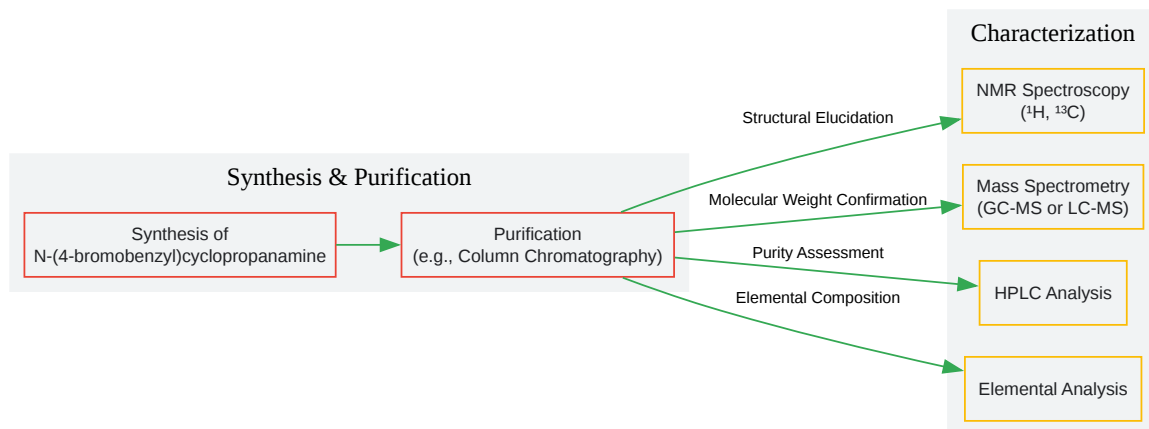 Characterization
NMR Spectroscopy
(¹H, ¹³C)
Structural Elucidation
Synthesis & Purification
Molecular Weight Confirmation
Mass Spectrometry
(GC-MS or LC-MS)
Synthesis of
N-(4-bromobenzyl)cyclopropanamine
Purification
(e.g., Column Chromatography)
Purity Assessment
HPLC Analysis
Elemental Composition
Elemental Analysis